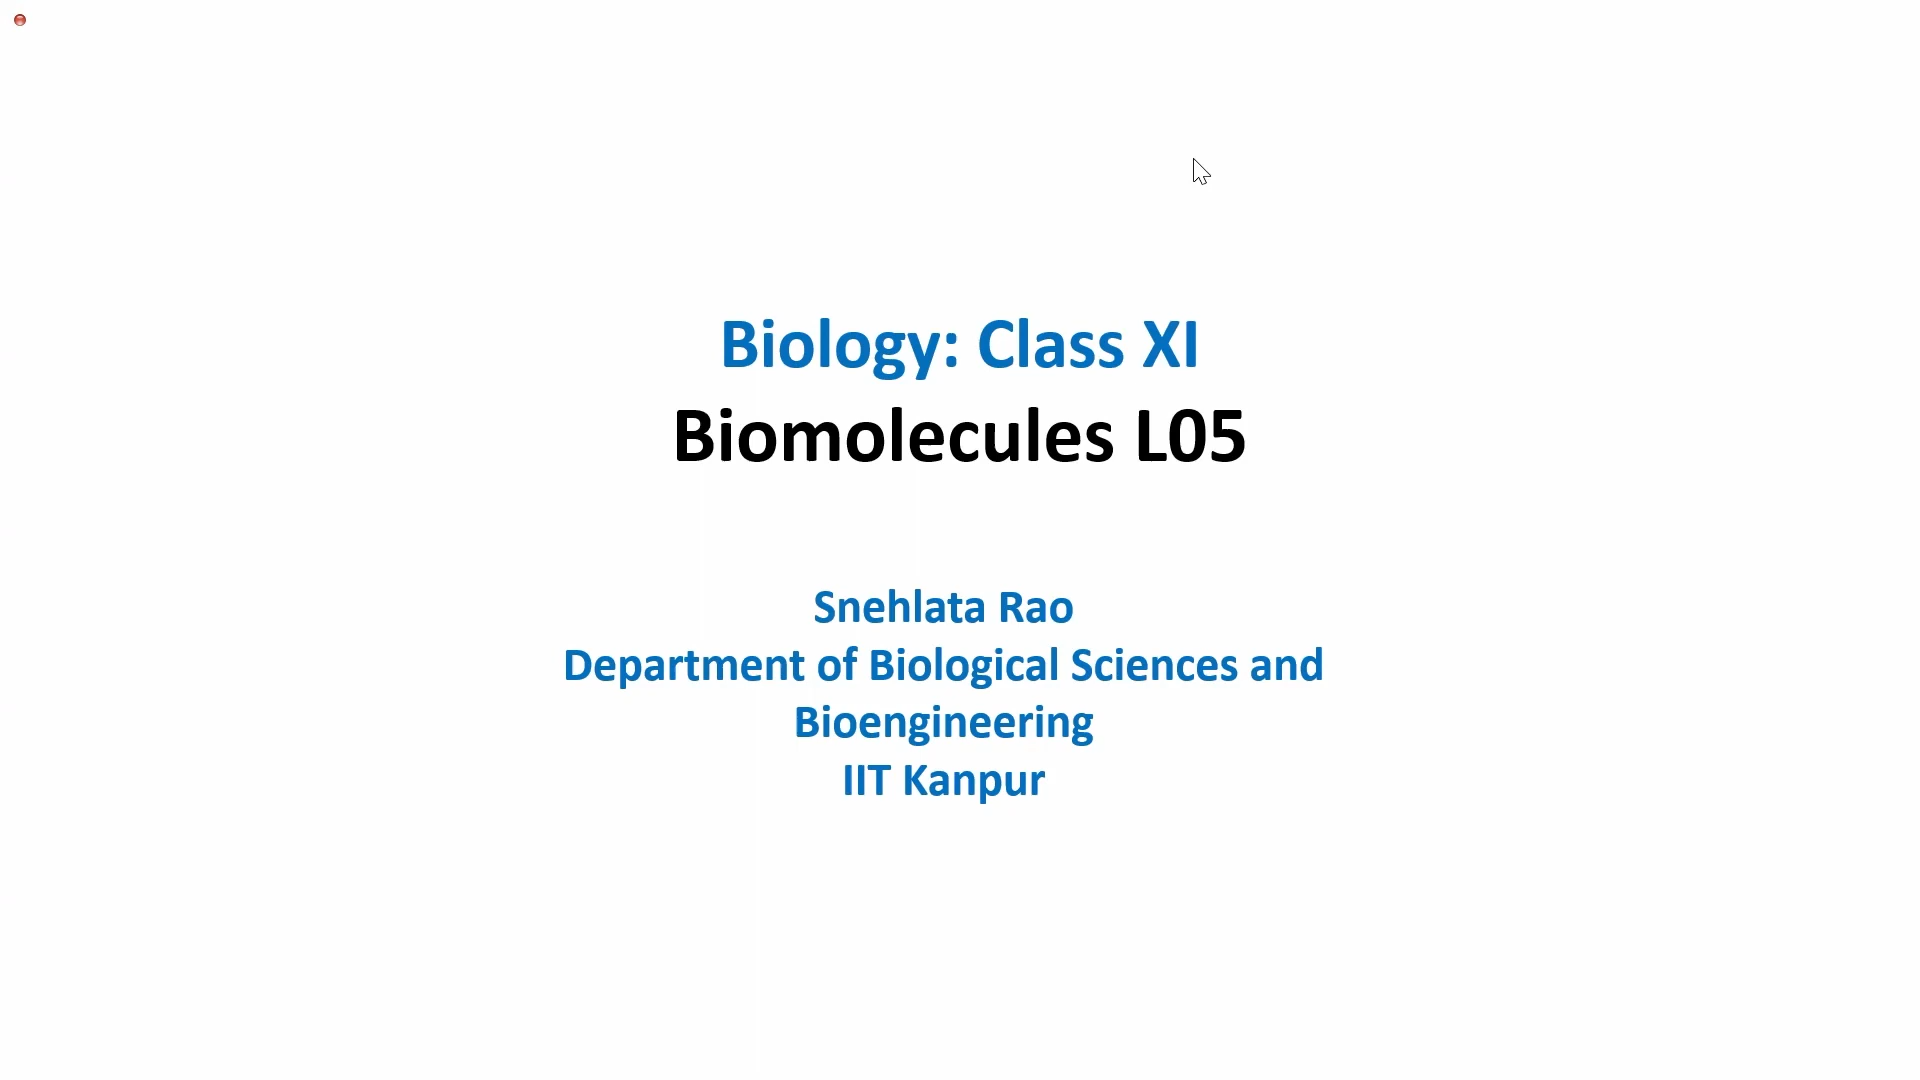 Biology: Class XI
Biomolecules L05
Snehlata Rao
Department of Biological Sciences and
Bioengineering
IIT Kanpur